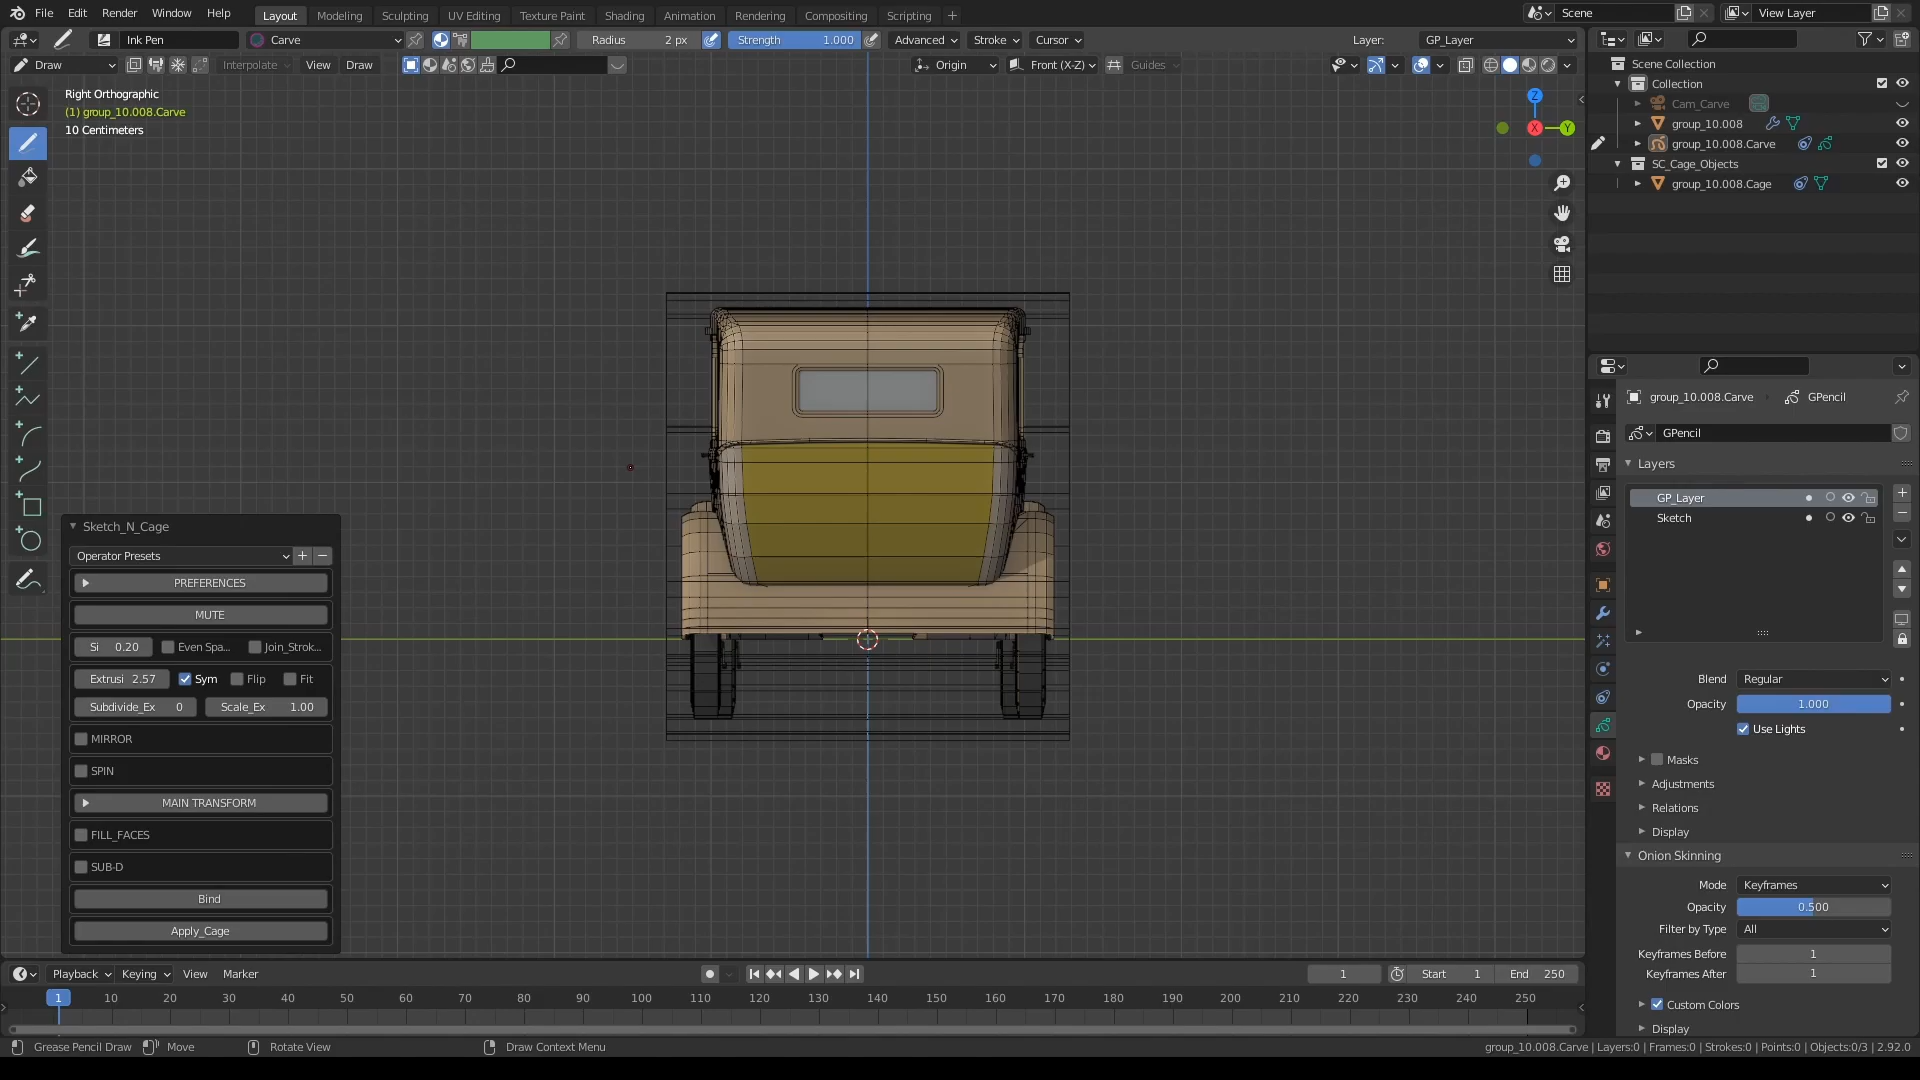 File Edit Render Window Help
Layout Modeling Sculpting UV Editing Texture Paint Shading Animation Rendering Compositing Scripting +
Scene
View Layer
Ink Pen
Carve
Radius 2 px
Strength 1.000
Advanced
Stroke
Cursor
Layer: GP_Layer
Draw
Interpolate
View Draw
Origin
Front (X-Z)
Guides
Right Orthographic
(1) group_10.008.Carve
10 Centimeters
Z
X
Y
Scene Collection
Collection
Cam_Carve
group_10.008
group_10.008.Carve
SC_Cage_Objects
group_10.008.Cage
group_10.008.Carve GPencil
GPencil
Layers
GP_Layer
Sketch
Blend Regular
Opacity 1.000
Use Lights
Masks
Adjustments
Relations
Display
Onion Skinning
Mode Keyframes
Opacity 0.500
Filter by Type All
Keyframes Before 1
Keyframes After 1
Custom Colors
Display
Sketch_N_Cage
Operator Presets
PREFERENCES
MUTE
Si 0.20 Even Spa... Join_Strok...
Extrusi 2.57 Sym Flip Fit
Subdivide_Ex 0 Scale_Ex 1.00
MIRROR
SPIN
MAIN TRANSFORM
FILL_FACES
SUB-D
Bind
Apply_Cage
Playback Keying View Marker
1 Start 1 End 250
1 10 20 30 40 50 60 70 80 90 100 110 120 130 140 150 160 170 180 190 200 210 220 230 240 250
Grease Pencil Draw Move Rotate View Draw Context Menu
group_10.008.Carve | Layers:0 | Frames:0 | Strokes:0 | Points:0 | Objects:0/3 | 2.92.0